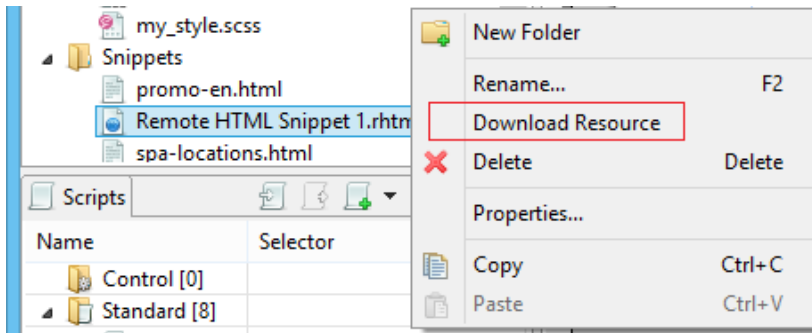 my_style.scss
Snippets
promo-en.html
Remote HTML Snippet 1.rhtm
spa-locations.html
Scripts
Name Selector
Control [0]
Standard [8]
New Folder
Rename... F2
Download Resource
Delete Delete
Properties...
Copy Ctrl+C
Paste Ctrl+V